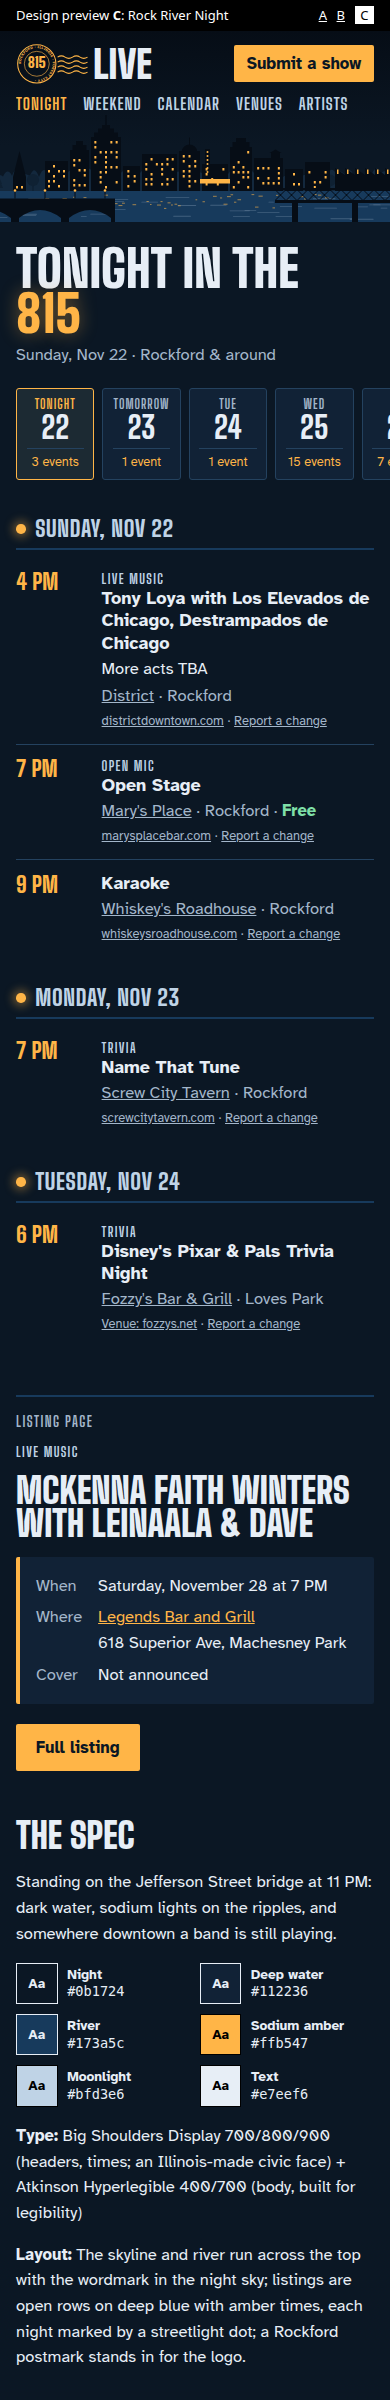 Design preview C: Rock River Night
A B C
815 LIVE
Submit a show
TONIGHT WEEKEND CALENDAR VENUES ARTISTS
TONIGHT IN THE
815
Sunday, Nov 22 · Rockford & around
TONIGHT
22
3 events
TOMORROW
23
1 event
TUE
24
1 event
WED
25
15 events
SUNDAY, NOV 22
4 PM
LIVE MUSIC
Tony Loya with Los Elevados de
Chicago, Destrampados de
Chicago
More acts TBA
District · Rockford
districtdowntown.com · Report a change
7 PM
OPEN MIC
Open Stage
Mary's Place · Rockford · Free
marysplacebar.com · Report a change
9 PM
Karaoke
Whiskey's Roadhouse · Rockford
whiskeysroadhouse.com · Report a change
MONDAY, NOV 23
7 PM
TRIVIA
Name That Tune
Screw City Tavern · Rockford
screwcitytavern.com · Report a change
TUESDAY, NOV 24
6 PM
TRIVIA
Disney's Pixar & Pals Trivia
Night
Fozzy's Bar & Grill · Loves Park
Venue: fozzys.net · Report a change
LISTING PAGE
LIVE MUSIC
MCKENNA FAITH WINTERS
WITH LEINAALA & DAVE
When Saturday, November 28 at 7 PM
Where Legends Bar and Grill
618 Superior Ave, Machesney Park
Cover Not announced
Full listing
THE SPEC
Standing on the Jefferson Street bridge at 11 PM:
dark water, sodium lights on the ripples, and
somewhere downtown a band is still playing.
Aa Night
#0b1724
Aa Deep water
#112236
Aa River
#173a5c
Aa Sodium amber
#ffb547
Aa Moonlight
#bfd3e6
Aa Text
#e7eef6
Type: Big Shoulders Display 700/800/900
(headers, times; an Illinois-made civic face) +
Atkinson Hyperlegible 400/700 (body, built for
legibility)
Layout: The skyline and river run across the top
with the wordmark in the night sky; listings are
open rows on deep blue with amber times, each
night marked by a streetlight dot; a Rockford
postmark stands in for the logo.